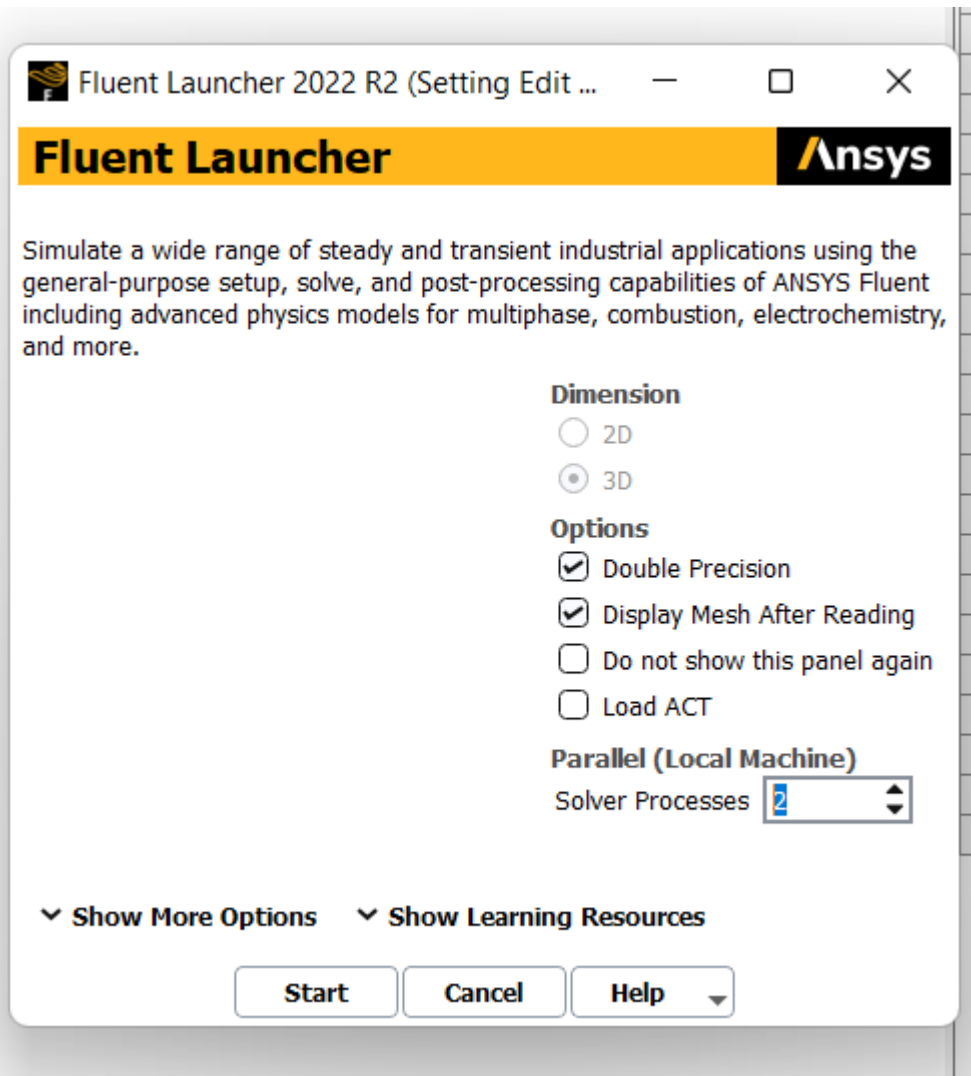 Fluent Launcher 2022 R2 (Setting Edit ...
Fluent Launcher
Ansys
Simulate a wide range of steady and transient industrial applications using the
general-purpose setup, solve, and post-processing capabilities of ANSYS Fluent
including advanced physics models for multiphase, combustion, electrochemistry,
and more.
Dimension
2D
3D
Options
Double Precision
Display Mesh After Reading
Do not show this panel again
Load ACT
Parallel (Local Machine)
Solver Processes 2
Show More Options Show Learning Resources
Start Cancel Help